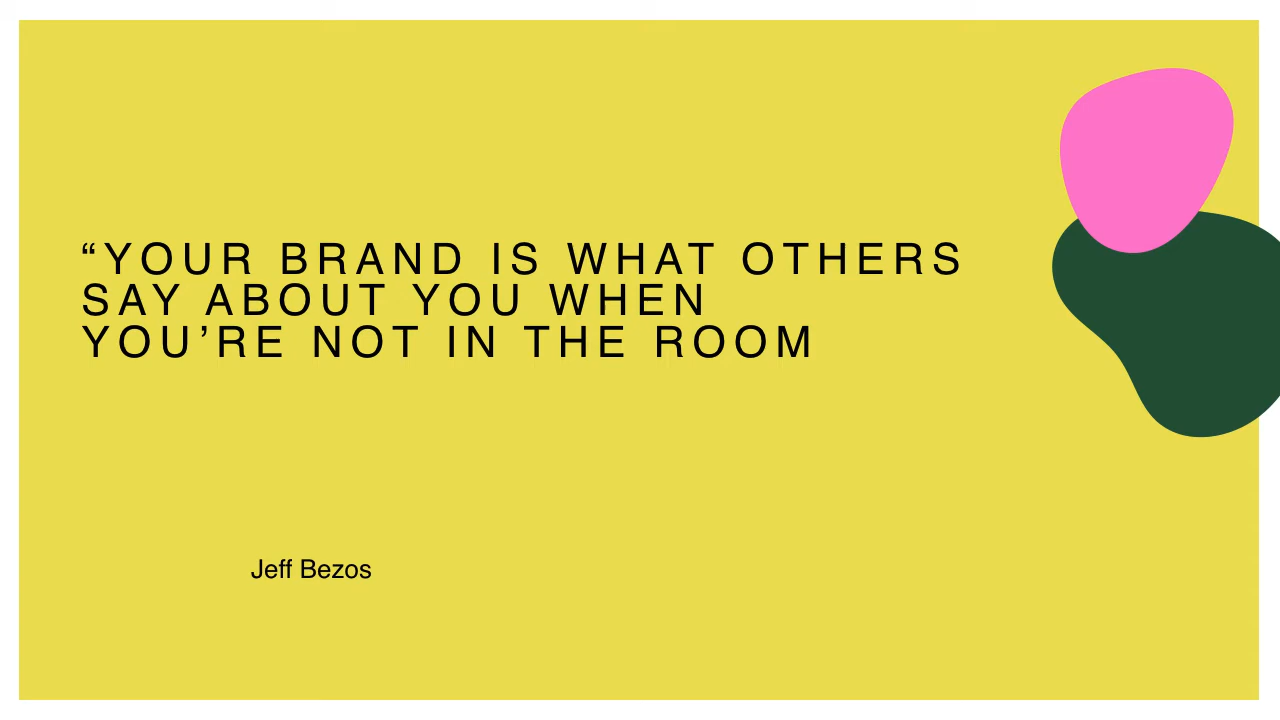 “YOUR BRAND IS WHAT OTHERS
SAY ABOUT YOU WHEN
YOU’RE NOT IN THE ROOM
Jeff Bezos